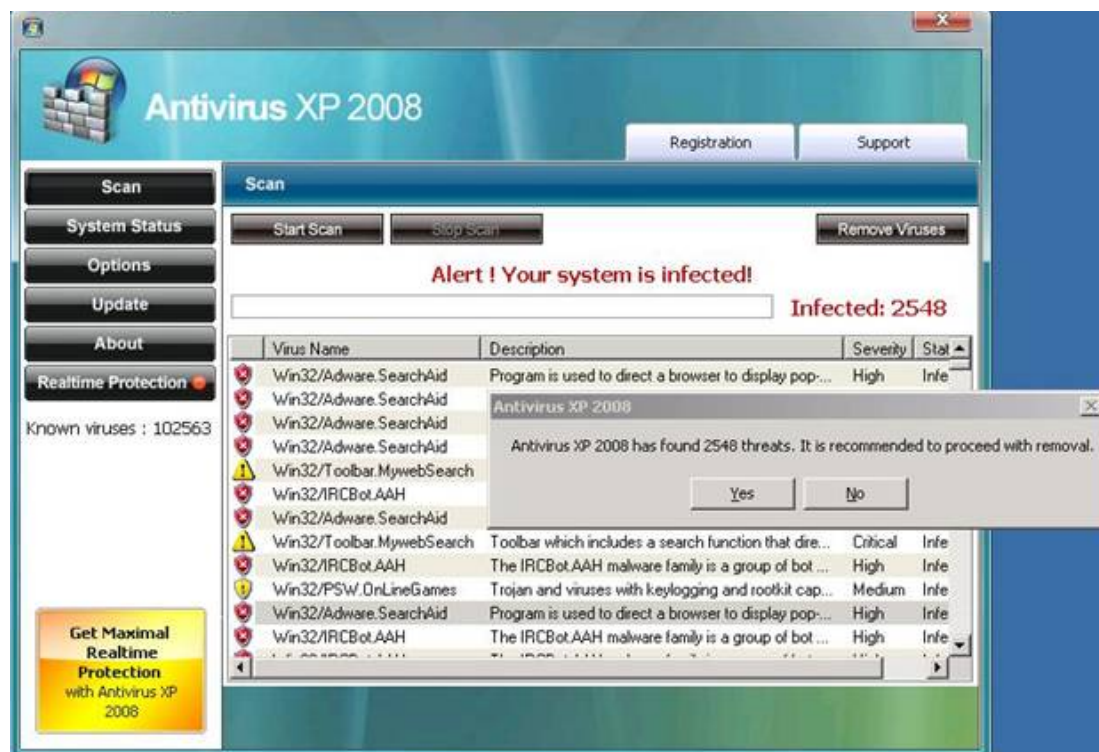 Antivirus XP 2008
Registration
Support
Scan
System Status
Options
Update
About
Realtime Protection
Known viruses : 102563
Get Maximal
Realtime
Protection
with Antivirus XP
2008
Scan
Start Scan Stop Scan Remove Viruses
Alert ! Your system is infected!
Infected: 2548
Virus Name Description Severity Stat
Win32/Adware.SearchAid Program is used to direct a browser to display pop-... High Infe
Win32/Adware.SearchAid
Win32/Adware.SearchAid
Win32/Adware.SearchAid
Win32/Toolbar.MywebSearch
Win32/IRCBot.AAH
Win32/Adware.SearchAid
Win32/Toolbar.MywebSearch Toolbar which includes a search function that dire... Critical Infe
Win32/IRCBot.AAH The IRCBot.AAH malware family is a group of bot ... High Infe
Win32/PSW.OnLineGames Trojan and viruses with keylogging and rootkit cap... Medium Infe
Win32/Adware.SearchAid Program is used to direct a browser to display pop-... High Infe
Win32/IRCBot.AAH The IRCBot.AAH malware family is a group of bot ... High Infe
Antivirus XP 2008
Antivirus XP 2008 has found 2548 threats. It is recommended to proceed with removal.
Yes No